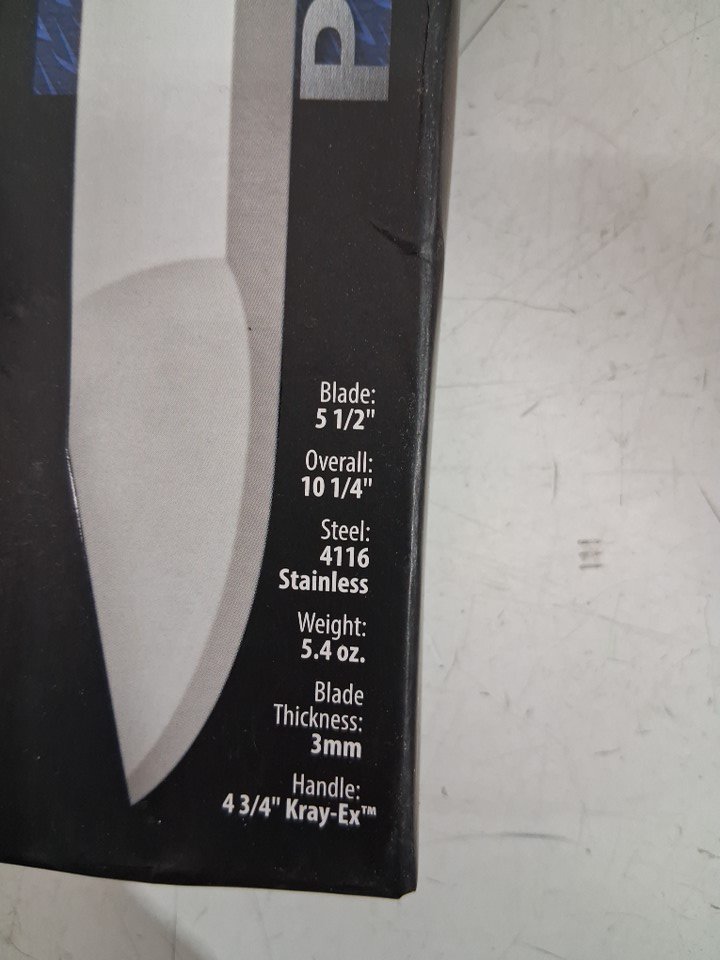 P
Blade:
5 1/2"
Overall:
10 1/4"
Steel:
4116
Stainless
Weight:
5.4 oz.
Blade
Thickness:
3mm
Handle:
4 3/4" Kray-Ex™